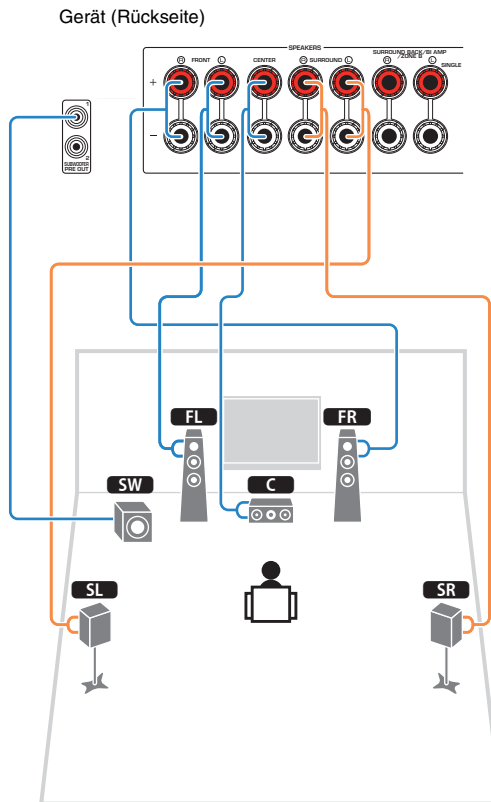 Gerät (Rückseite)
SPEAKERS
SURROUND BACK/BI AMP
/ZONE B
R FRONT L CENTER R SURROUND L R L SINGLE
+
−
1
2
SUBWOOFER
PRE OUT
FL FR
SW C
SL SR